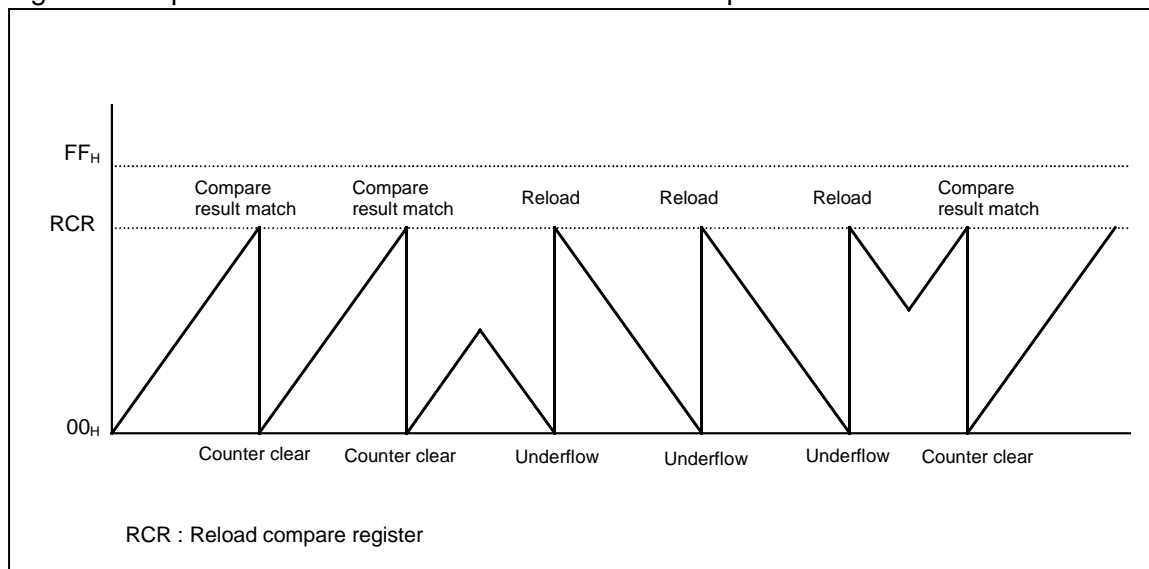 FFH
Compare
result match
Compare
result match
Reload
Reload
Reload
Compare
result match
RCR
00H
Counter clear
Counter clear
Underflow
Underflow
Underflow
Counter clear
RCR : Reload compare register